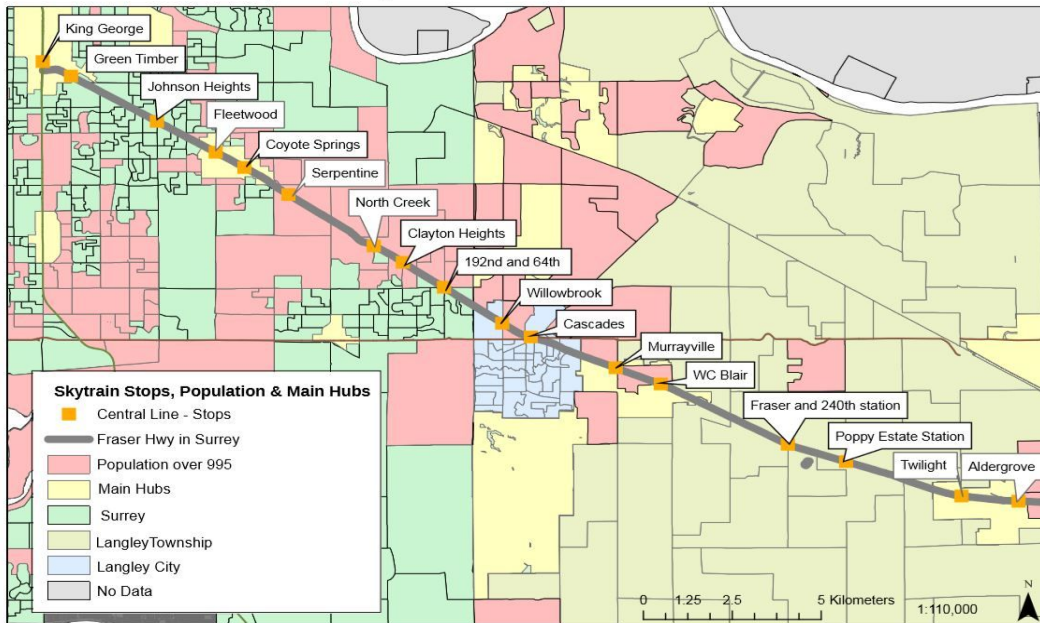 King George
Green Timber
Johnson Heights
Fleetwood
Coyote Springs
Serpentine
North Creek
Clayton Heights
192nd and 64th
Willowbrook
Cascades
Murrayville
WC Blair
Fraser and 240th station
Poppy Estate Station
Twilight
Aldergrove
Skytrain Stops, Population & Main Hubs
Central Line - Stops
Fraser Hwy in Surrey
Population over 995
Main Hubs
Surrey
LangleyTownship
Langley City
No Data
0 1.25 2.5 5 Kilometers
1:110,000
N